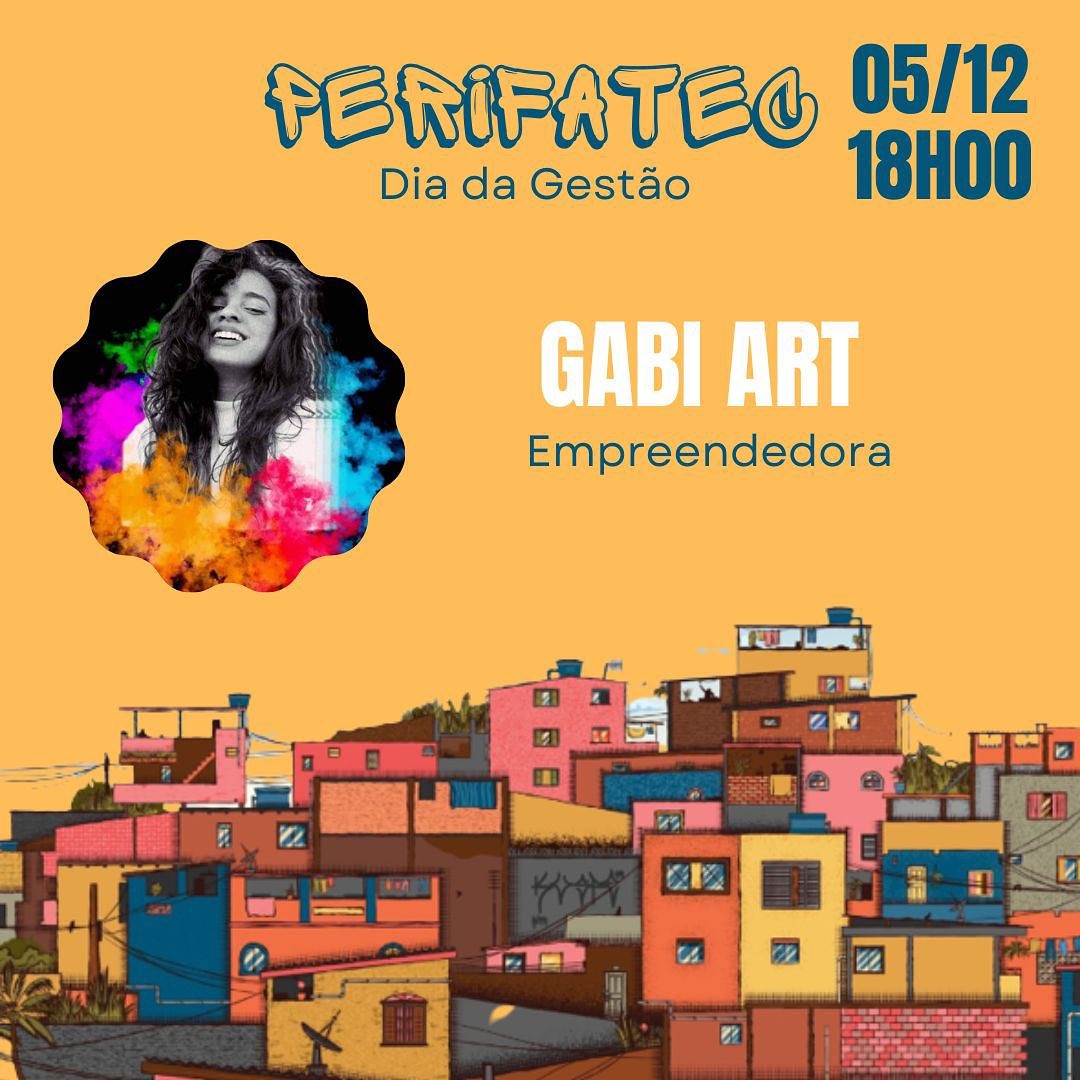 PERIFATEC
Dia da Gestão
05/12
18H00
GABI ART
Empreendedora